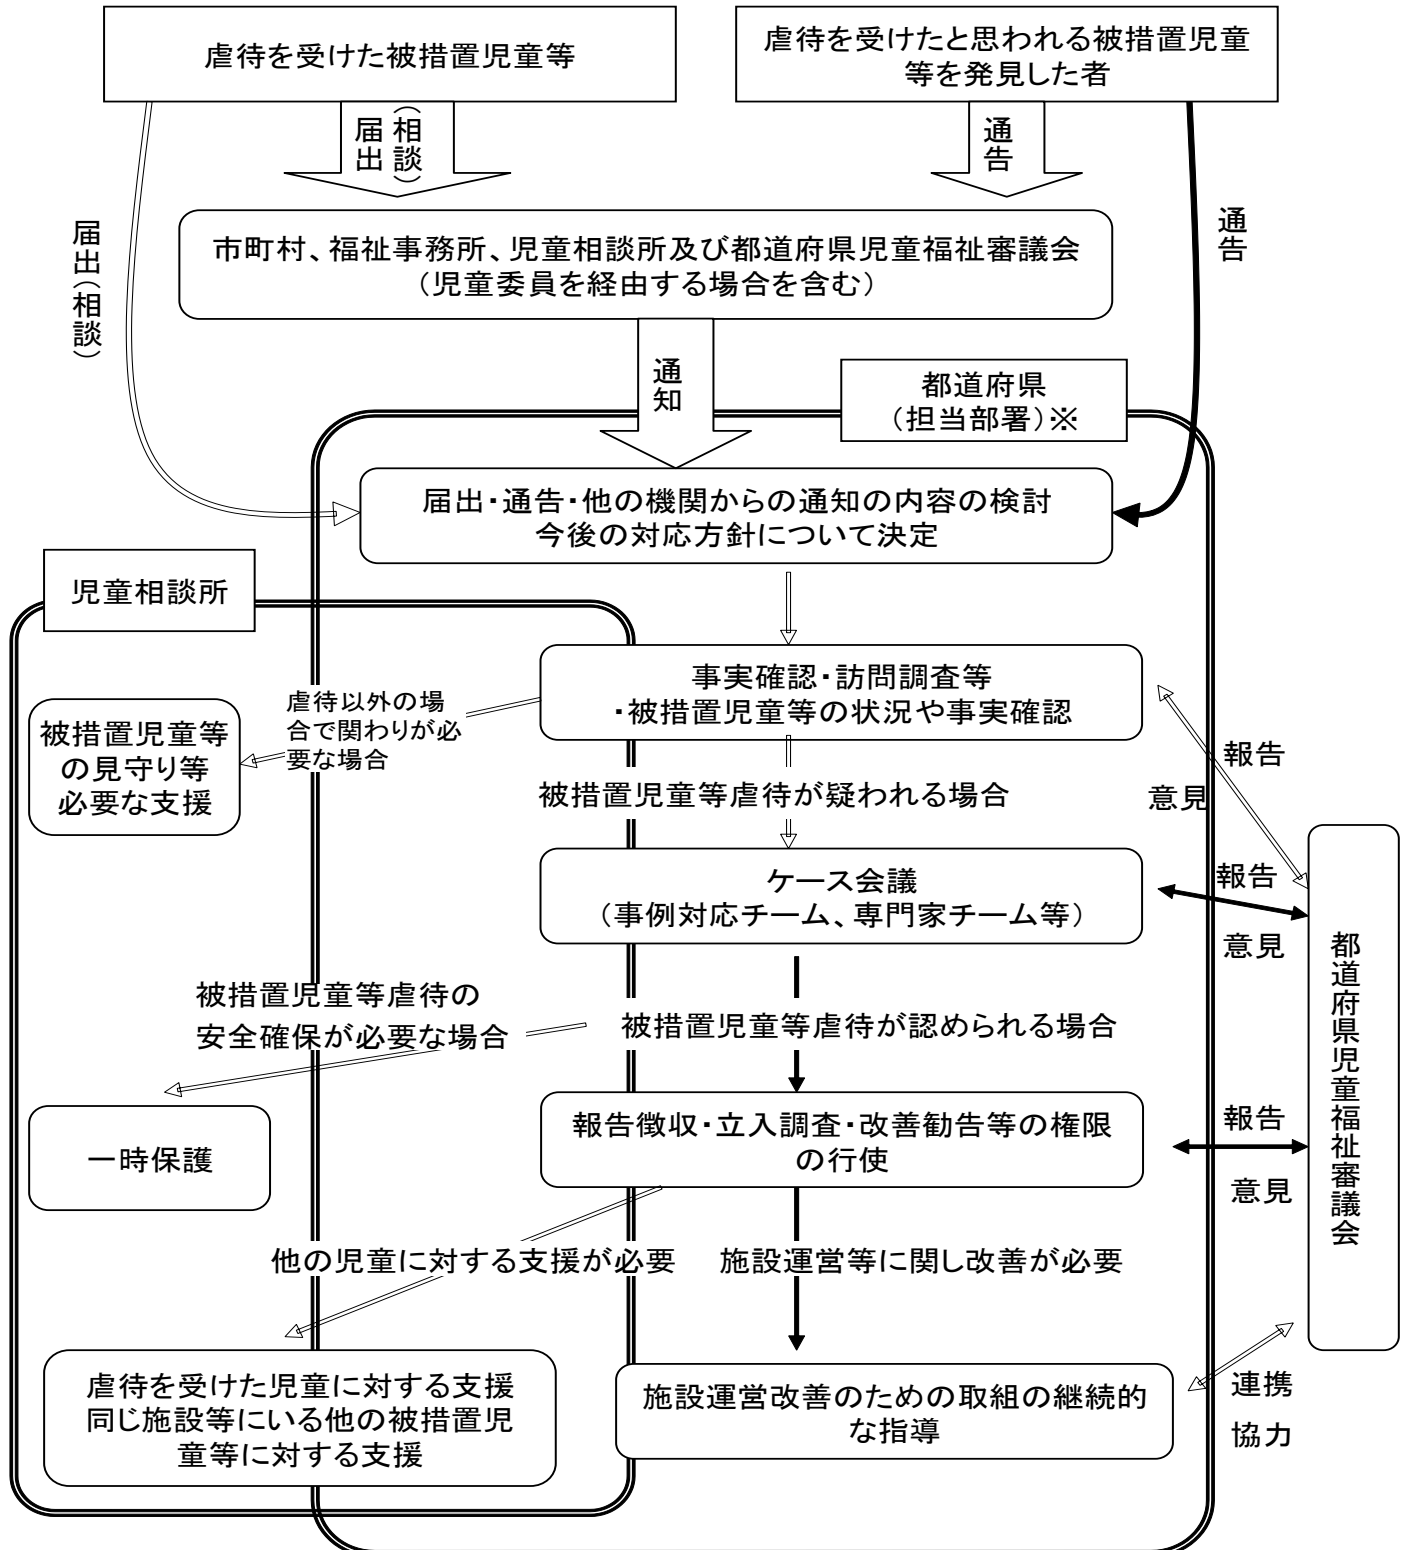 虐待を受けた被措置児童等
虐待を受けたと思われる被措置児童
等を発見した者
届出
(相談)
通告
届出(相談)
通告
市町村、福祉事務所、児童相談所及び都道府県児童福祉審議会
(児童委員を経由する場合を含む)
通知
都道府県
(担当部署)※
届出・通告・他の機関からの通知の内容の検討
今後の対応方針について決定
児童相談所
事実確認・訪問調査等
・被措置児童等の状況や事実確認
虐待以外の場
合で関わりが必
要な場合
被措置児童等
の見守り等
必要な支援
報告
意見
被措置児童等虐待が疑われる場合
ケース会議
(事例対応チーム、専門家チーム等)
報告
意見
都道府県児童福祉審議会
被措置児童等虐待の
安全確保が必要な場合
被措置児童等虐待が認められる場合
一時保護
報告徴収・立入調査・改善勧告等の権限
の行使
報告
意見
他の児童に対する支援が必要
施設運営等に関し改善が必要
虐待を受けた児童に対する支援
同じ施設等にいる他の被措置児
童等に対する支援
施設運営改善のための取組の継続的
な指導
連携
協力